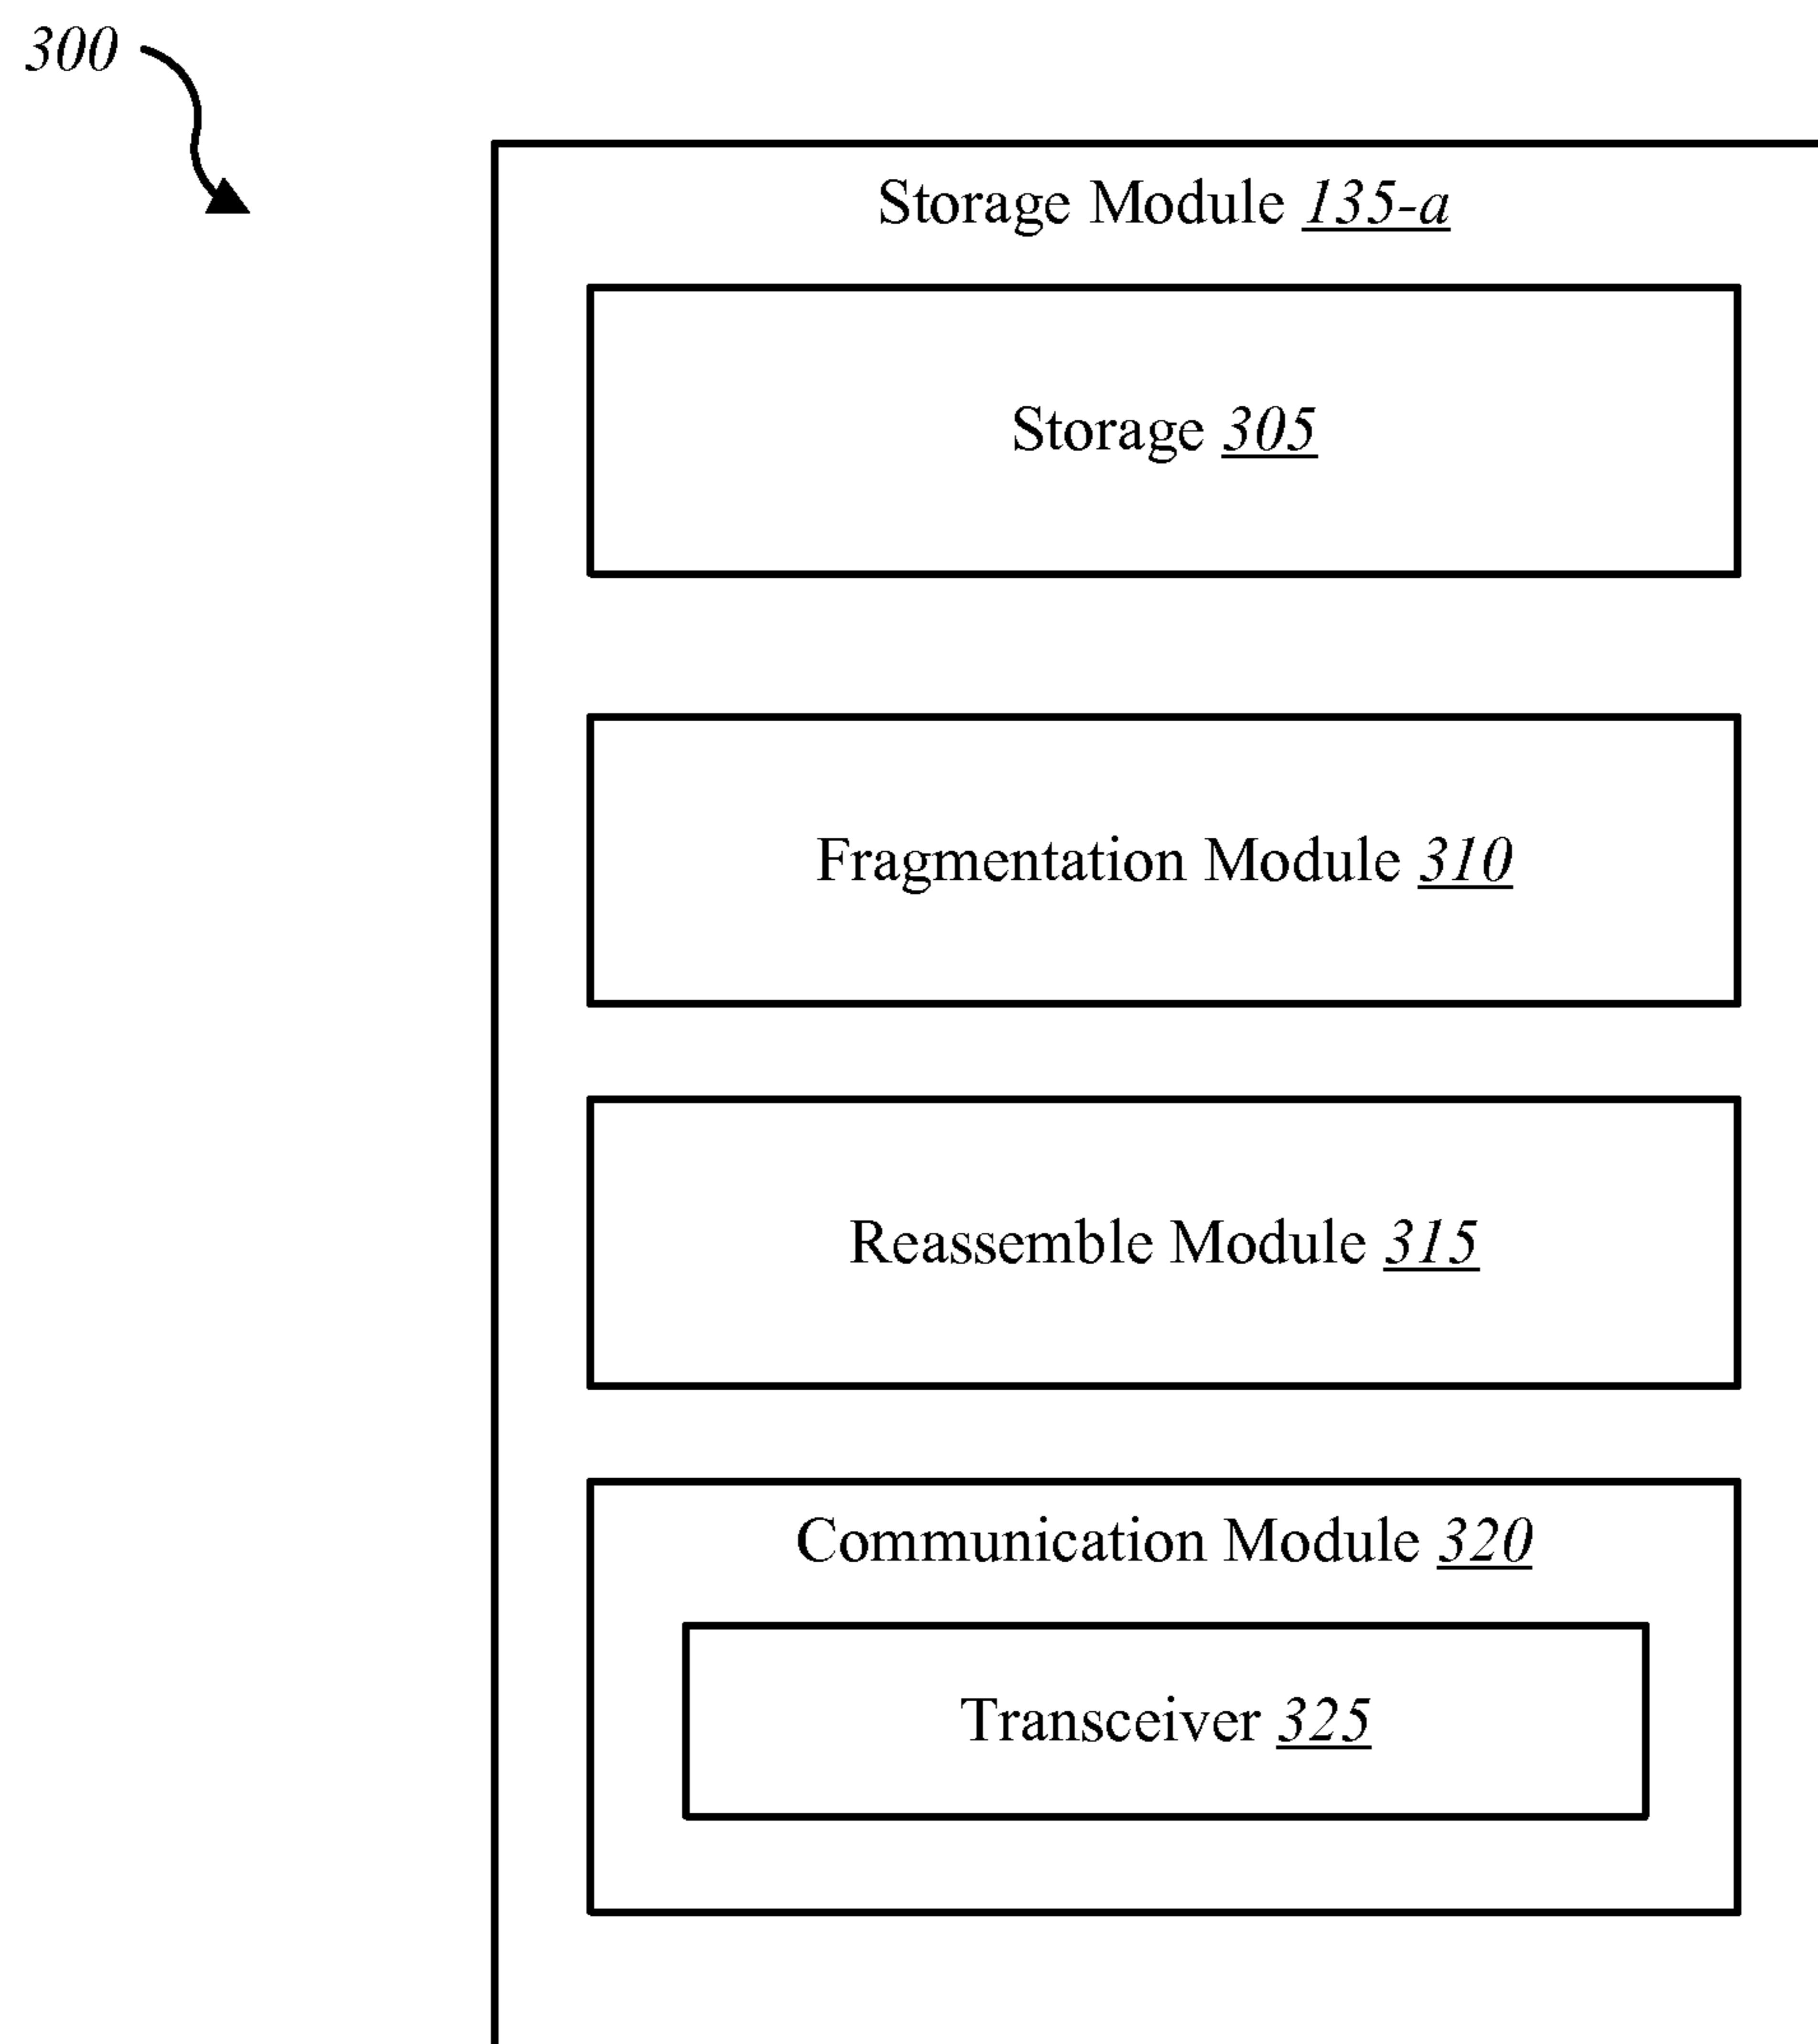 300
Storage Module 135-a
Storage 305
Fragmentation Module 310
Reassemble Module 315
Communication Module 320
Transceiver 325